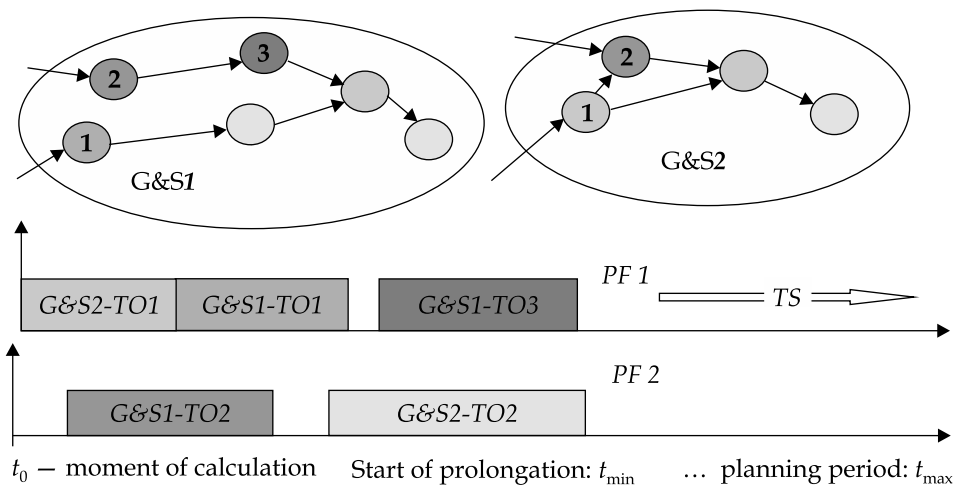 3
2
1
G&S1
2
1
G&S2
PF 1
G&S2-TO1 G&S1-TO1 G&S1-TO3
TS
PF 2
G&S1-TO2 G&S2-TO2
t0 – moment of calculation Start of prolongation: tmin … planning period: tmax